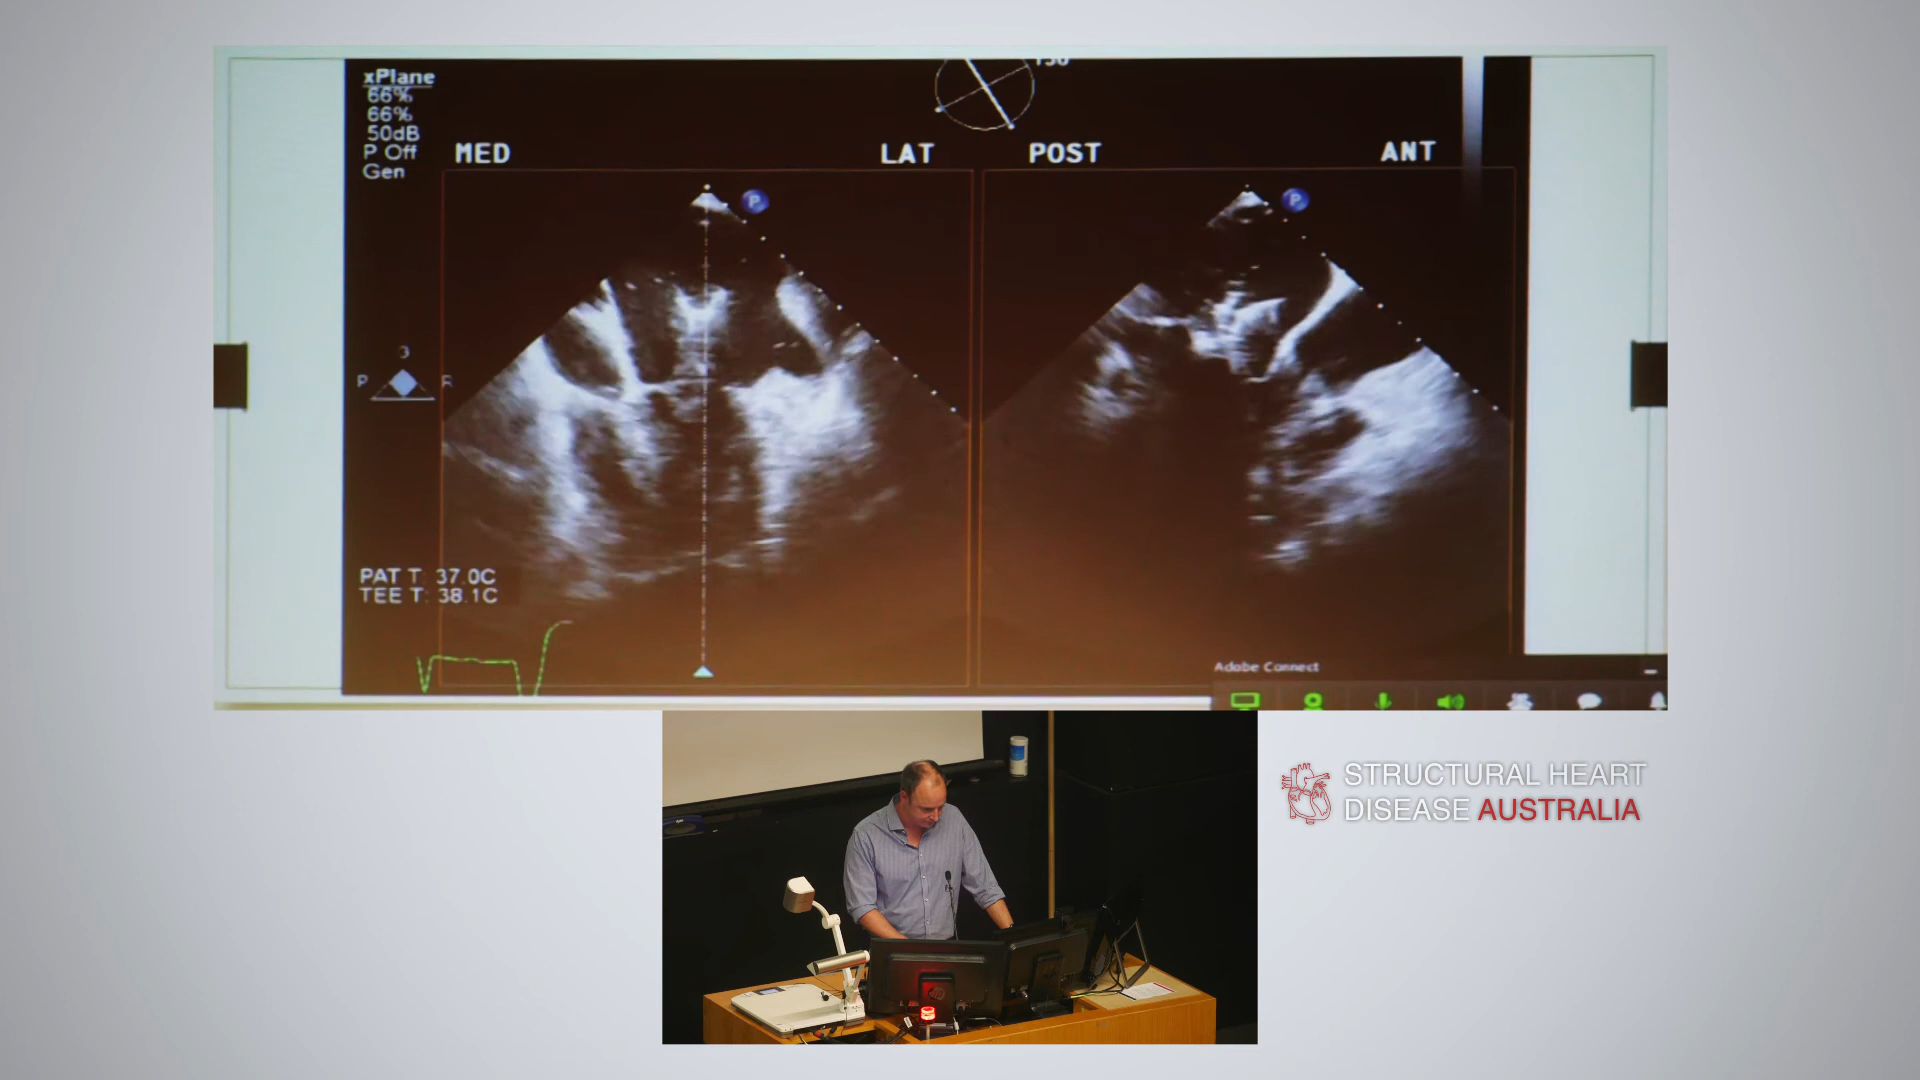 xPlane
66%
66%
50dB
P Off
Gen
MED
LAT
POST
ANT
P
P
3
P
R
PAT T: 37.0C
TEE T: 38.1C
Adobe Connect
STRUCTURAL HEART
DISEASE AUSTRALIA